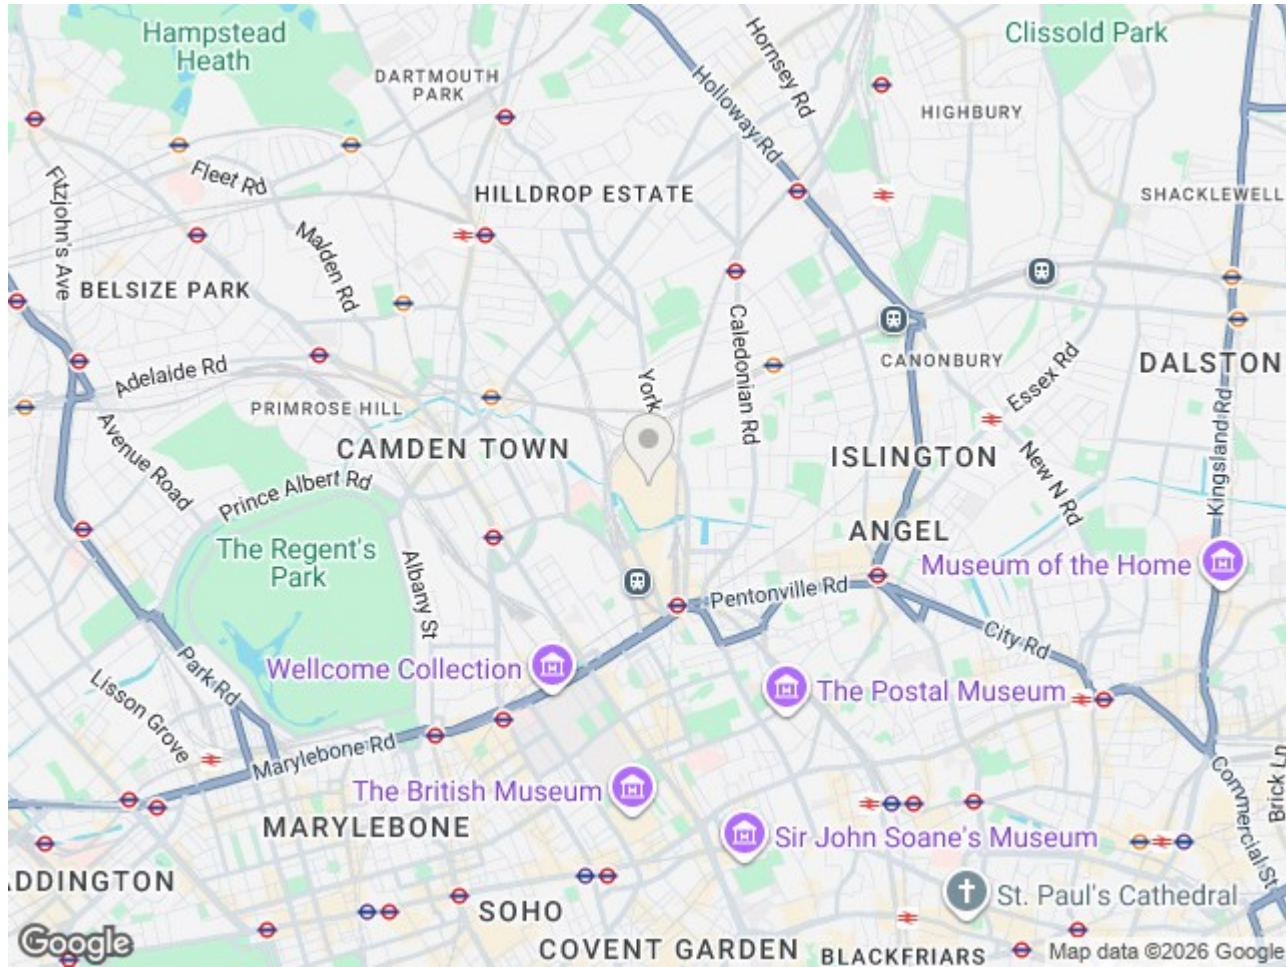 Hampstead
Heath
Clissold Park
DARTMOUTH
PARK
Hornsey Rd
Holloway Rd
HIGHBURY
Fitzjohn's Ave
Fleet Rd
HILLDROP ESTATE
SHACKLEWELL
Malden Rd
BELSIZE PARK
Caledonian Rd
CANONBURY
DALSTON
Adelaide Rd
York
Essex Rd
PRIMROSE HILL
Avenue Road
CAMDEN TOWN
ISLINGTON
New N Rd
Kingsland Rd
Prince Albert Rd
ANGEL
The Regent's
Park
Albany St
Museum of the Home
Pentonville Rd
City Rd
Park Rd
Wellcome Collection
The Postal Museum
Lisson Grove
Marylebone Rd
Commercial St
Brick Ln
The British Museum
MARYLEBONE
Sir John Soane's Museum
ADDINGTON
St. Paul's Cathedral
SOHO
Google
COVENT GARDEN
BLACKFRIARS
Map data ©2026 Google